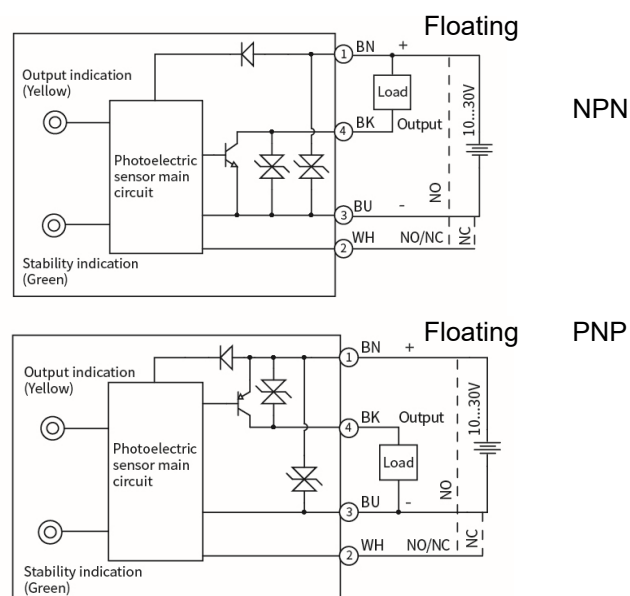 Floating
NPN
1 BN +
Output indication
(Yellow)
Load
10...30V
4 BK Output
Photoelectric
sensor main
circuit
NO
3 BU -
2 WH NO/NC
NC
Stability indication
(Green)
Floating
PNP
1 BN +
Output indication
(Yellow)
10...30V
4 BK Output
Photoelectric
sensor main
circuit
Load
NO
3 BU -
2 WH NO/NC
NC
Stability indication
(Green)